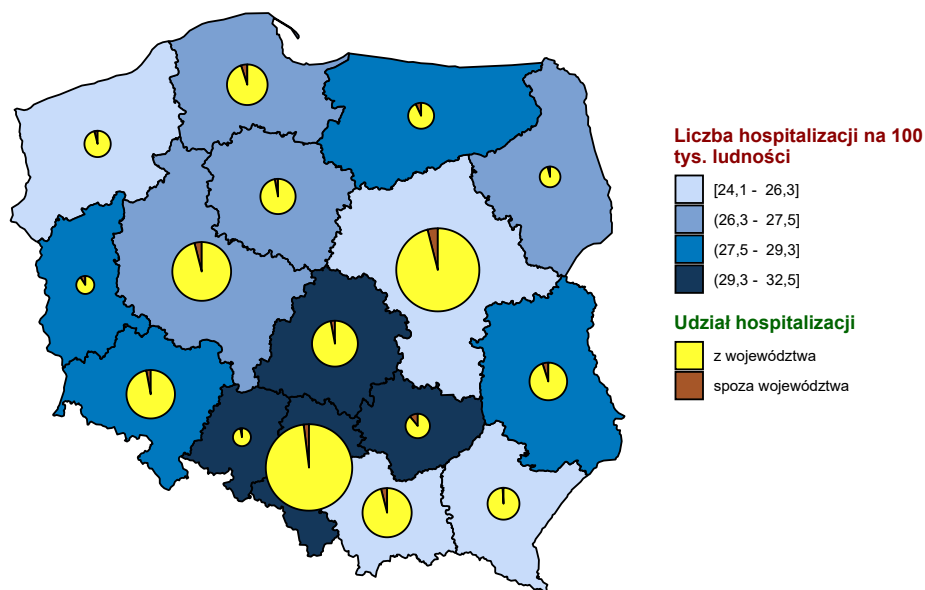 Liczba hospitalizacji na 100
tys. ludności
[24,1 - 26,3]
(26,3 - 27,5]
(27,5 - 29,3]
(29,3 - 32,5]
Udział hospitalizacji
z województwa
spoza województwa